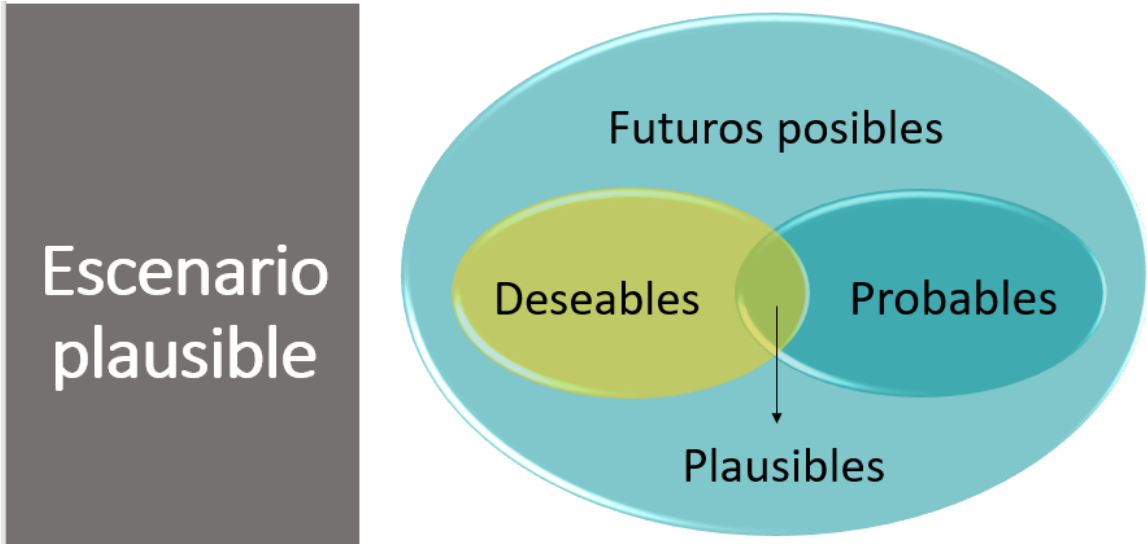 Escenario
plausible
Futuros posibles
Deseables
Probables
Plausibles